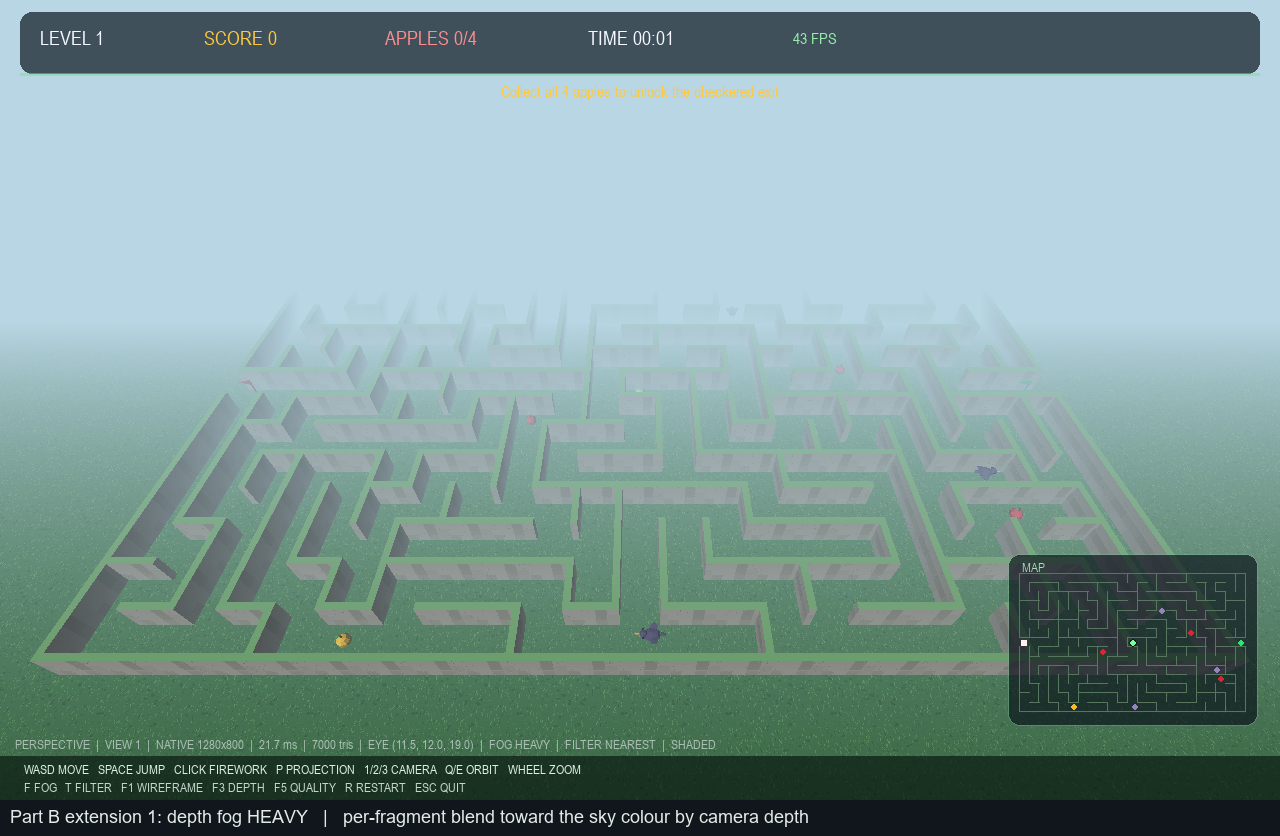 LEVEL 1 SCORE 0 APPLES 0/4 TIME 00:01 43 FPS
Collect all 4 apples to unlock the checkered exit
MAP
PERSPECTIVE | VIEW 1 | NATIVE 1280x800 | 21.7 ms | 7000 tris | EYE (11.5, 12.0, 19.0) | FOG HEAVY | FILTER NEAREST | SHADED
WASD MOVE SPACE JUMP CLICK FIREWORK P PROJECTION 1/2/3 CAMERA Q/E ORBIT WHEEL ZOOM
F FOG T FILTER F1 WIREFRAME F3 DEPTH F5 QUALITY R RESTART ESC QUIT
Part B extension 1: depth fog HEAVY | per-fragment blend toward the sky colour by camera depth